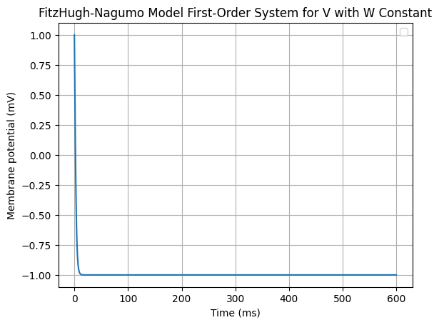 FitzHugh-Nagumo Model First-Order System for V with W Constant
1.00
0.75
0.50
0.25
0.00
−0.25
−0.50
−0.75
−1.00
Membrane potential (mV)
0 100 200 300 400 500 600
Time (ms)